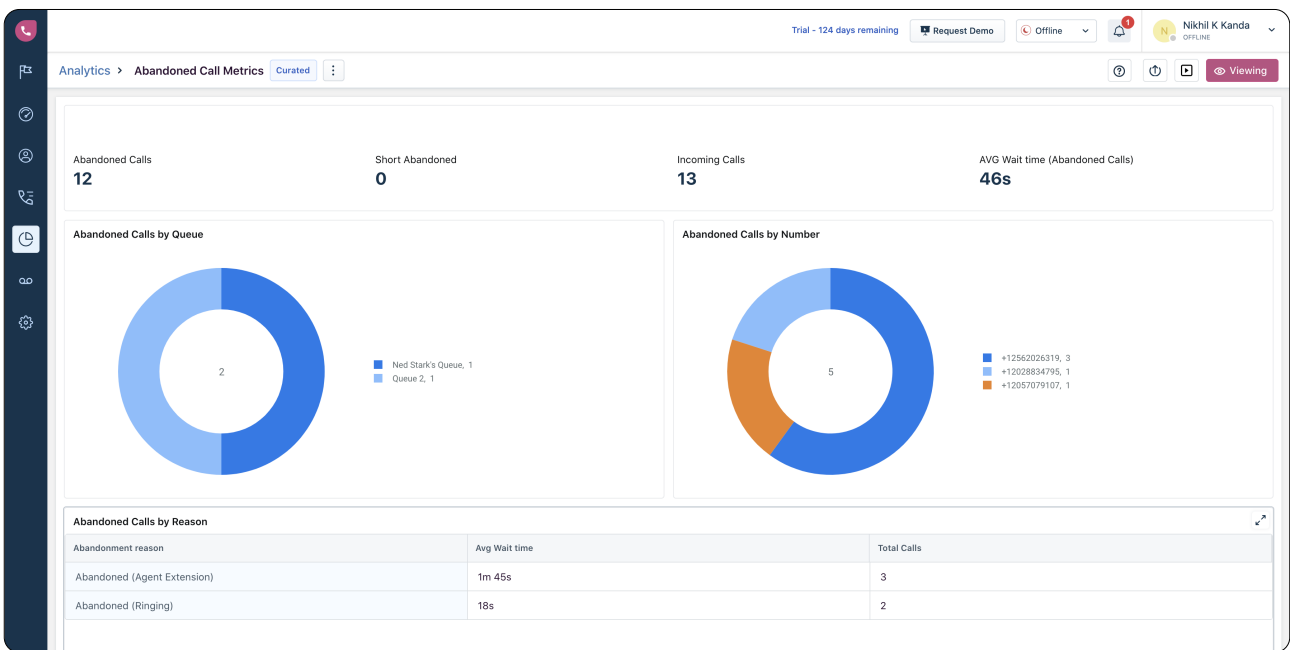 Trial - 124 days remaining
Request Demo
Offline
1
N
Nikhil K Kanda
OFFLINE
Analytics > Abandoned Call Metrics
Curated
Viewing
Abandoned Calls
12
Short Abandoned
0
Incoming Calls
13
AVG Wait time (Abandoned Calls)
46s
Abandoned Calls by Queue
2
Ned Stark's Queue, 1
Queue 2, 1
Abandoned Calls by Number
5
+12562026319, 3
+12028834795, 1
+12057079107, 1
Abandoned Calls by Reason
Abandonment reason Avg Wait time Total Calls
Abandoned (Agent Extension) 1m 45s 3
Abandoned (Ringing) 18s 2